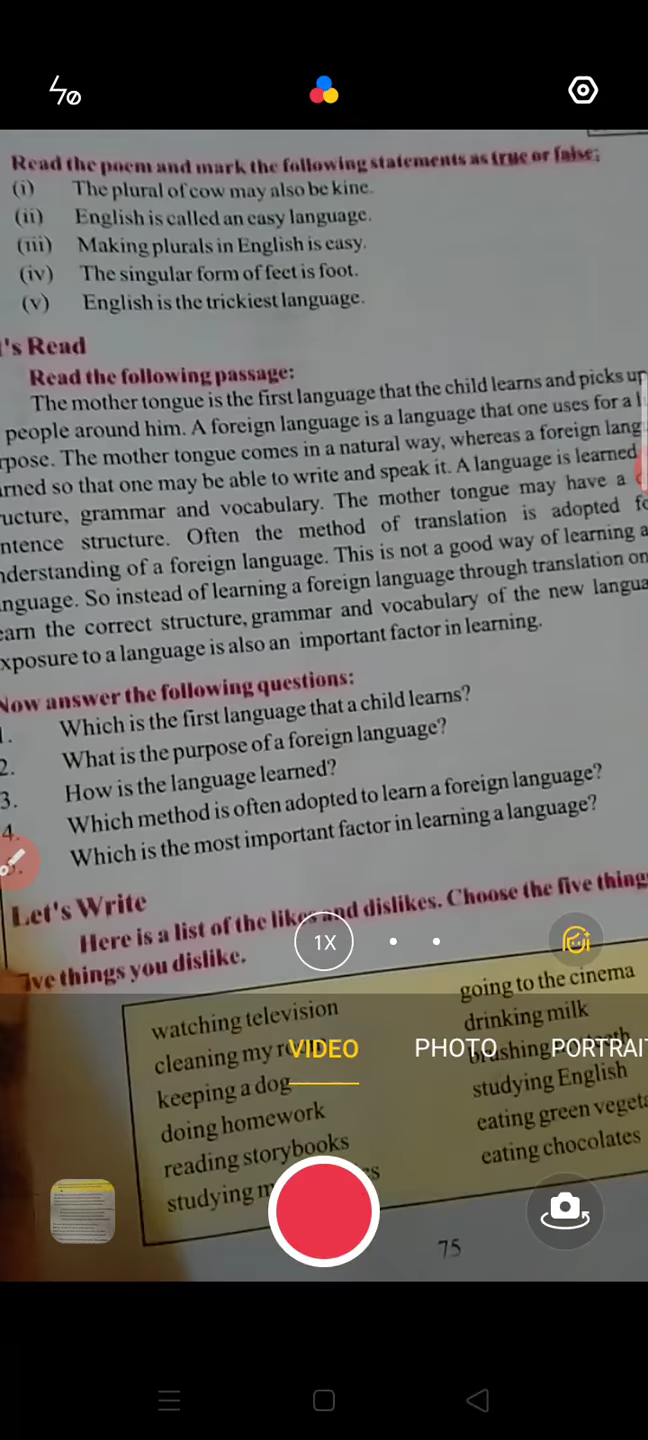 Read the poem and mark the following statements as true or false:
(i) The plural of cow may also be kine.
(ii) English is called an easy language.
(iii) Making plurals in English is easy.
(iv) The singular form of feet is foot.
(v) English is the trickiest language.
t's Read
Read the following passage:
The mother tongue is the first language that the child learns and picks up
people around him. A foreign language is a language that one uses for a
rpose. The mother tongue comes in a natural way, whereas a foreign lang
rned so that one may be able to write and speak it. A language is learned
ucture, grammar and vocabulary. The mother tongue may have a
ntence structure. Often the method of translation is adopted fo
nderstanding of a foreign language. This is not a good way of learning a
nguage. So instead of learning a foreign language through translation on
earn the correct structure, grammar and vocabulary of the new langua
xposure to a language is also an important factor in learning.
Now answer the following questions:
1. Which is the first language that a child learns?
2. What is the purpose of a foreign language?
3. How is the language learned?
4. Which method is often adopted to learn a foreign language?
5. Which is the most important factor in learning a language?
Let's Write
Here is a list of the likes and dislikes. Choose the five thing
ive things you dislike.
1X
watching television going to the cinema
cleaning my drinking milk
VIDEO PHOTO PORTRAIT
keeping a dog brushing teeth
doing homework studying English
reading storybooks eating green vegeta
studying eating chocolates
75